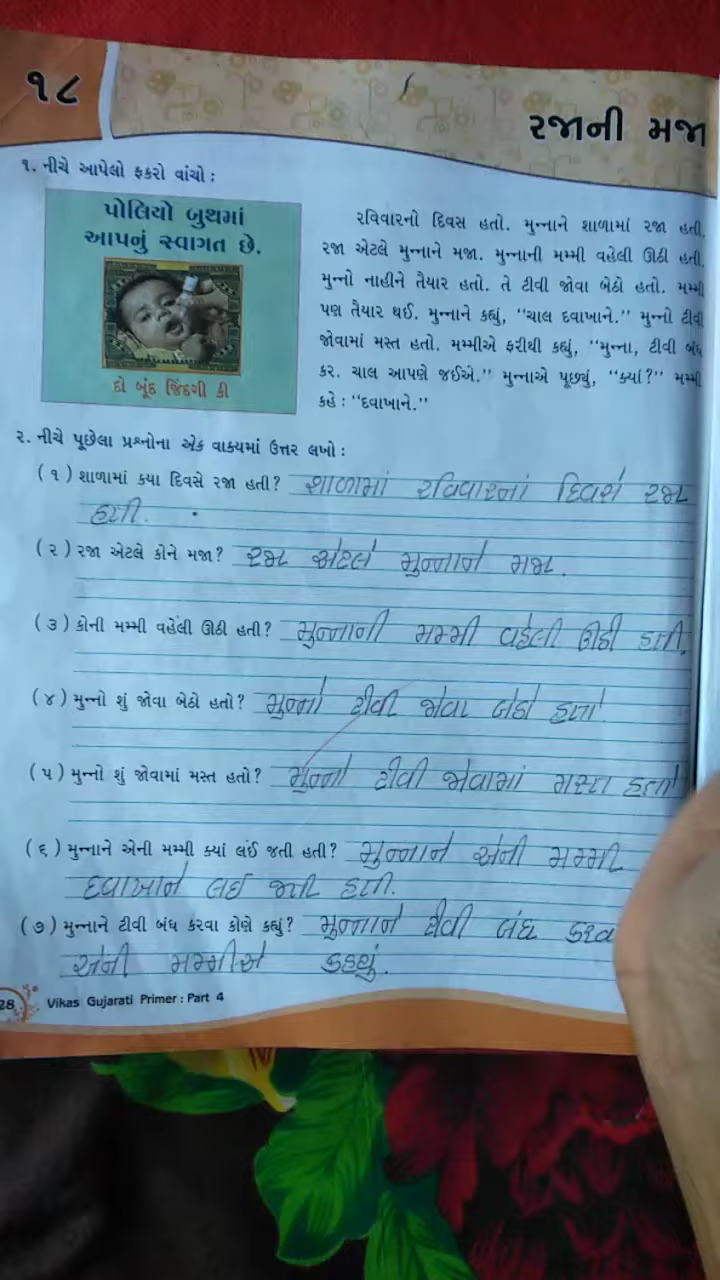 ૧૮
રજાની મજા
૧. નીચે આપેલો ફકરો વાંચો :
પોલિયો બુથમાં
આપનું સ્વાગત છે.
દો બૂંદ જિંદગી કી
રવિવારનો દિવસ હતો. મુન્નાને શાળામાં રજા હતી.
રજા એટલે મુન્નાને મજા. મુન્નાની મમ્મી વહેલી ઊઠી હતી.
મુન્નો નાહીને તૈયાર હતો. તે ટીવી જોવા બેઠો હતો. મમ્મી
પણ તૈયાર થઈ. મુન્નાને કહ્યું, “ચાલ દવાખાને.” મુન્નો ટીવી
જોવામાં મસ્ત હતો. મમ્મીએ ફરીથી કહ્યું, “મુન્ના, ટીવી બંધ
કર. ચાલ આપણે જઈએ.” મુન્નાએ પૂછ્યું, “ક્યાં?” મમ્મી
કહે : “દવાખાને.”
૨. નીચે પૂછેલા પ્રશ્નોના એક વાક્યમાં ઉત્તર લખો :
(૧) શાળામાં કયા દિવસે રજા હતી? શાળામાં રવિવારનાં દિવસે રજા
હતી.
(૨) રજા એટલે કોને મજા? રજા એટલે મુન્નાને મજા.
(૩) કોની મમ્મી વહેલી ઊઠી હતી? મુન્નાની મમ્મી વહેલી ઊઠી હતી.
(૪) મુન્નો શું જોવા બેઠો હતો? મુન્નો ટીવી જોવા બેઠો હતો.
(૫) મુન્નો શું જોવામાં મસ્ત હતો? મુન્નો ટીવી જોવામાં મસ્ત હતો
(૬) મુન્નાને એની મમ્મી ક્યાં લઈ જતી હતી? મુન્નાને એની મમ્મી
દવાખાને લઈ જતી હતી.
(૭) મુન્નાને ટીવી બંધ કરવા કોણે કહ્યું? મુન્નાને ટીવી બંધ કરવ
એની મમ્મીએ કહ્યું.
28 Vikas Gujarati Primer : Part 4